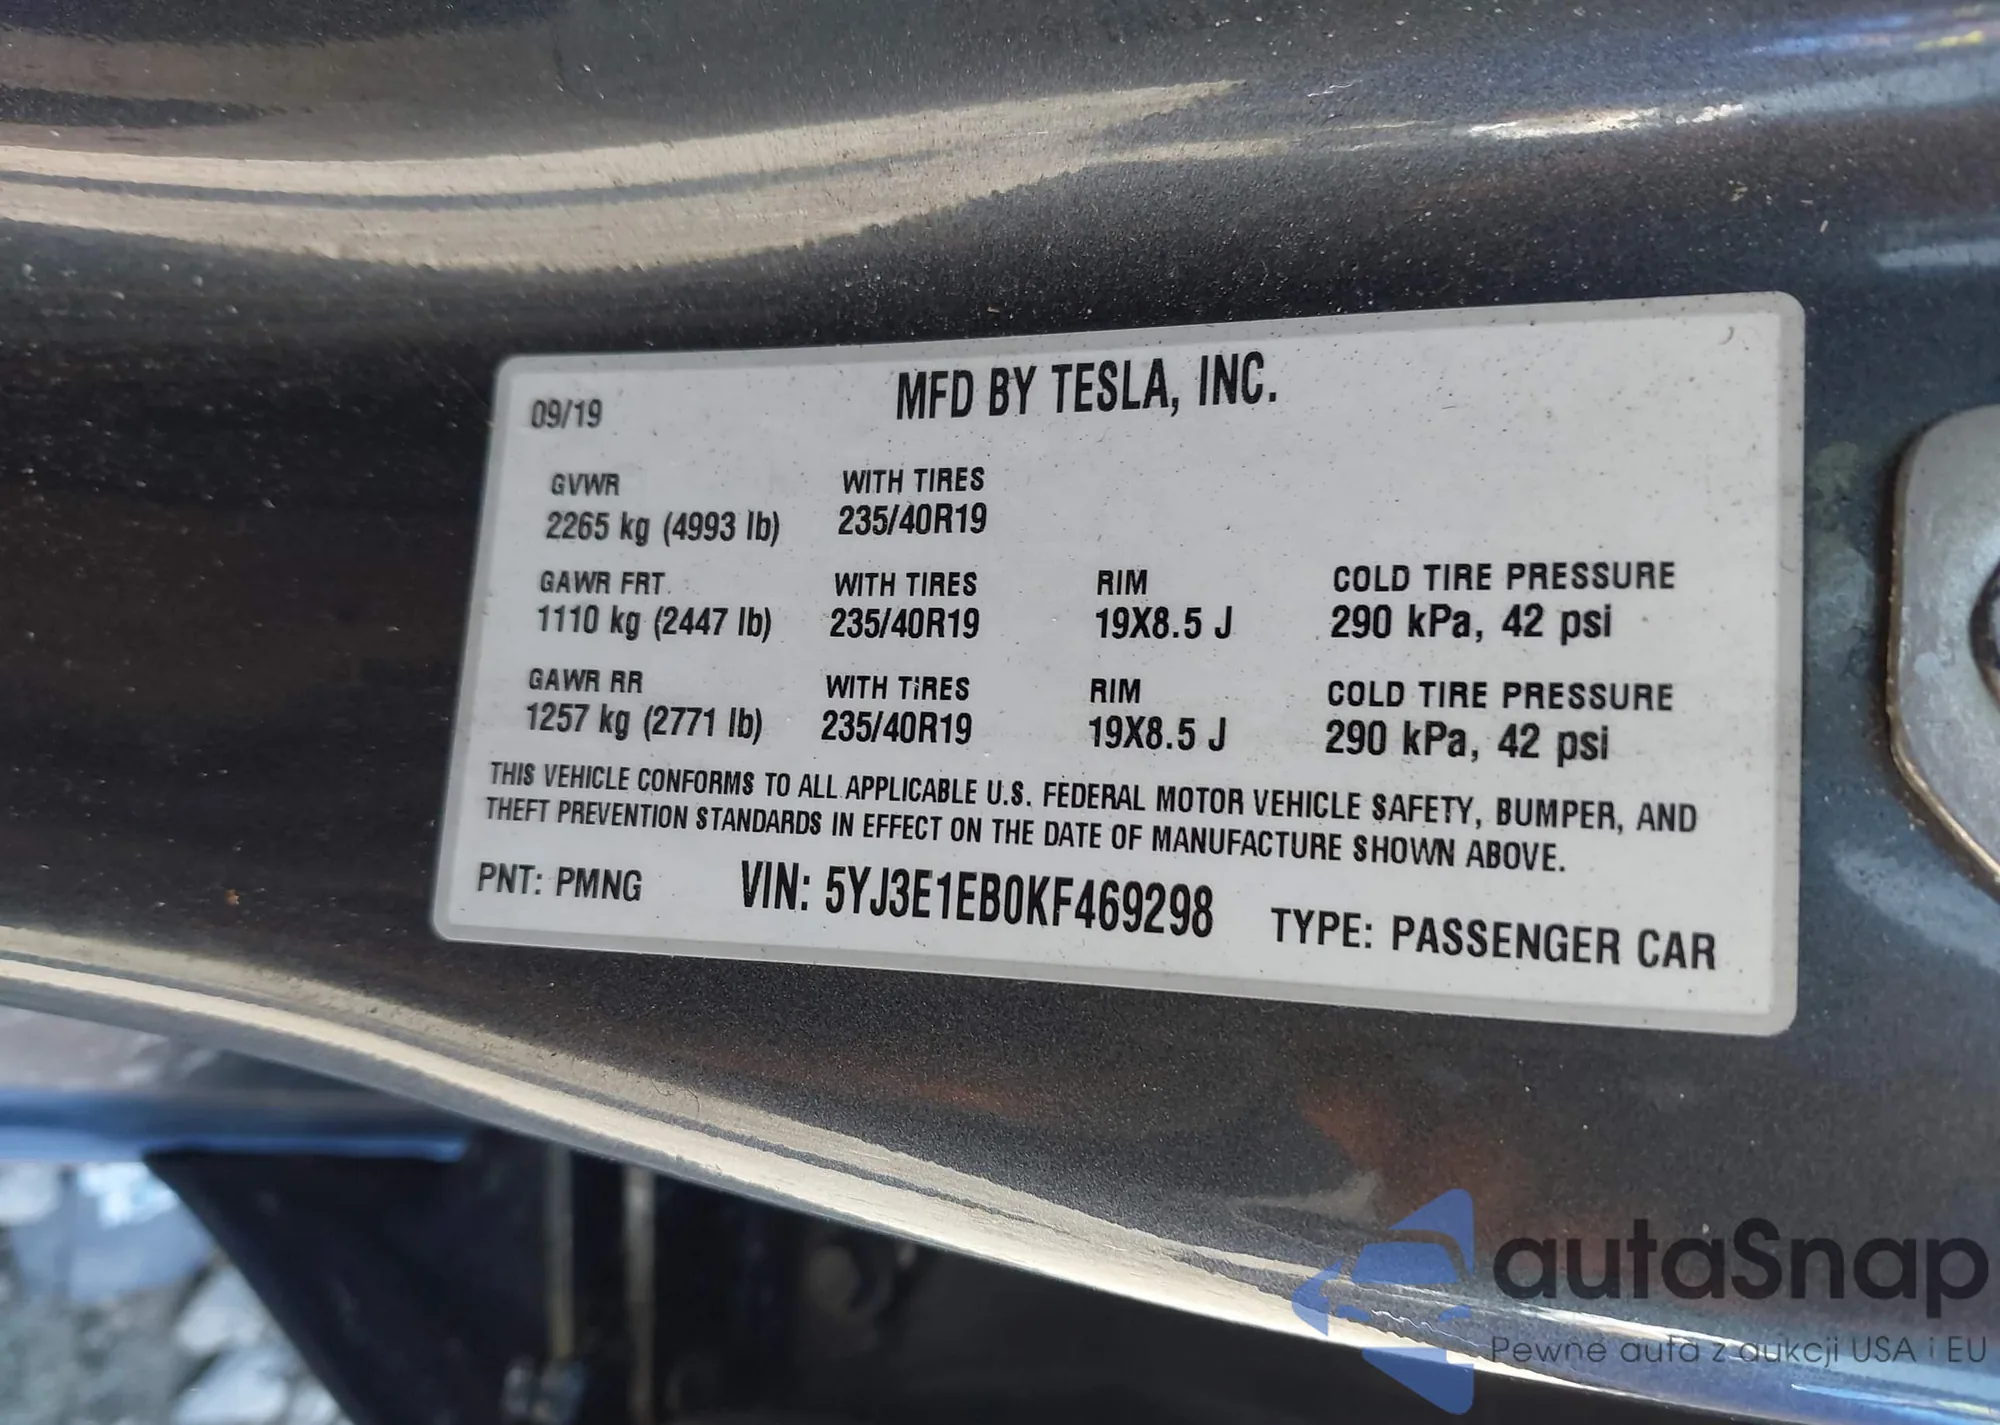 MFD BY TESLA, INC.
09/19
GVWR WITH TIRES
2265 kg (4993 lb) 235/40R19
GAWR FRT. WITH TIRES RIM COLD TIRE PRESSURE
1110 kg (2447 lb) 235/40R19 19X8.5 J 290 kPa, 42 psi
GAWR RR WITH TIRES RIM COLD TIRE PRESSURE
1257 kg (2771 lb) 235/40R19 19X8.5 J 290 kPa, 42 psi
THIS VEHICLE CONFORMS TO ALL APPLICABLE U.S. FEDERAL MOTOR VEHICLE SAFETY, BUMPER, AND
THEFT PREVENTION STANDARDS IN EFFECT ON THE DATE OF MANUFACTURE SHOWN ABOVE.
PNT: PMNG VIN: 5YJ3E1EB0KF469298 TYPE: PASSENGER CAR
autaSnap
Pewne auta z aukcji USA i EU